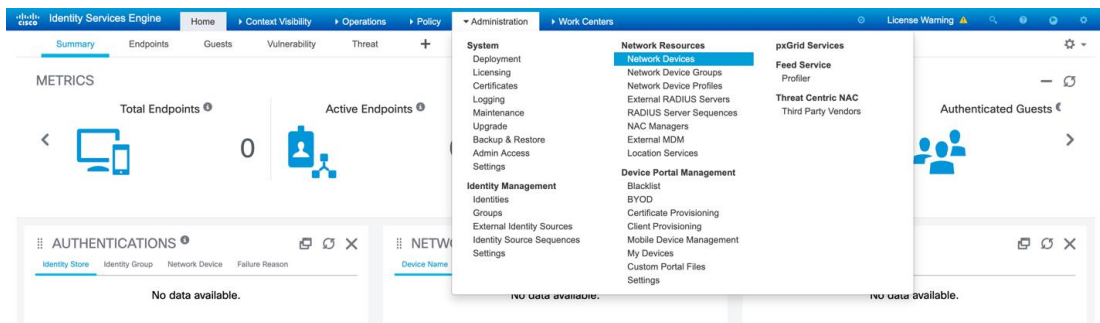 CISCO Identity Services Engine
Home
Context Visibility
Operations
Policy
Administration
Work Centers
License Warning
Summary
Endpoints
Guests
Vulnerability
Threat
System
Deployment
Licensing
Certificates
Logging
Maintenance
Upgrade
Backup & Restore
Admin Access
Settings
Identity Management
Identities
Groups
External Identity Sources
Identity Source Sequences
Settings
Network Resources
Network Devices
Network Device Groups
Network Device Profiles
External RADIUS Servers
RADIUS Server Sequences
NAC Managers
External MDM
Location Services
Device Portal Management
Blacklist
BYOD
Certificate Provisioning
Client Provisioning
Mobile Device Management
My Devices
Custom Portal Files
Settings
pxGrid Services
Feed Service
Profiler
Threat Centric NAC
Third Party Vendors
METRICS
Total Endpoints
0
Active Endpoints
Authenticated Guests
AUTHENTICATIONS
Identity Store
Identity Group
Network Device
Failure Reason
No data available.
Device Name
No data available.
No data available.